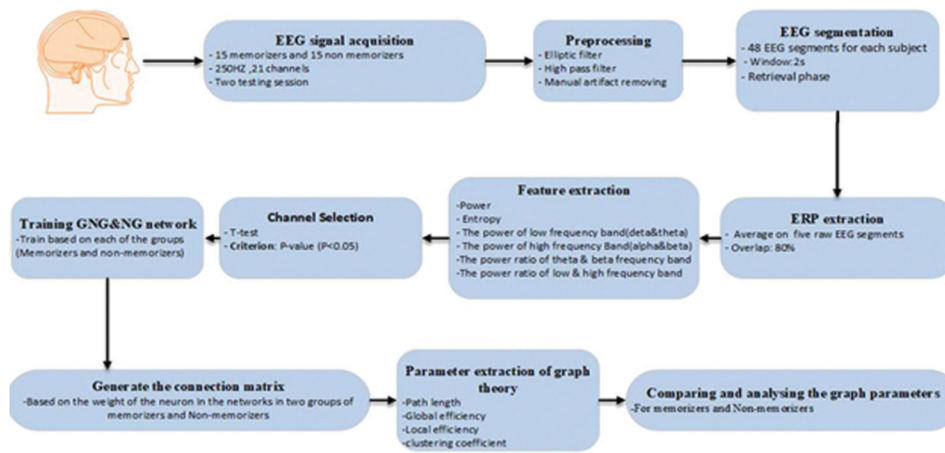 EEG signal acquisition
- 15 memorizers and 15 non memorizers
- 250HZ ,21 channels
- Two testing session
Preprocessing
- Elliptic filter
- High pass filter
- Manual artifact removing
EEG segmentation
- 48 EEG segments for each subject
- Window:2s
- Retrieval phase
ERP extraction
- Average on five raw EEG segments
- Overlap: 80%
Feature extraction
-Power
- Entropy
- The power of low frequency band(deta&theta)
- The power of high frequency Band(alpha&beta)
-The power ratio of theta & beta frequency band
- The power ratio of low & high frequency band
Channel Selection
- T-test
- Criterion: P-value (P<0.05)
Training GNG&NG network
-Train based on each of the groups
(Memorizers and non-memorizers)
Generate the connection matrix
-Based on the weight of the neuron in the networks in two groups of
memorizers and Non-memorizers
Parameter extraction of graph
theory
-Path length
-Global efficiency
-Local efficiency
-clustering coefficient
Comparing and analysing the graph parameters
-For memorizers and Non-memorizers